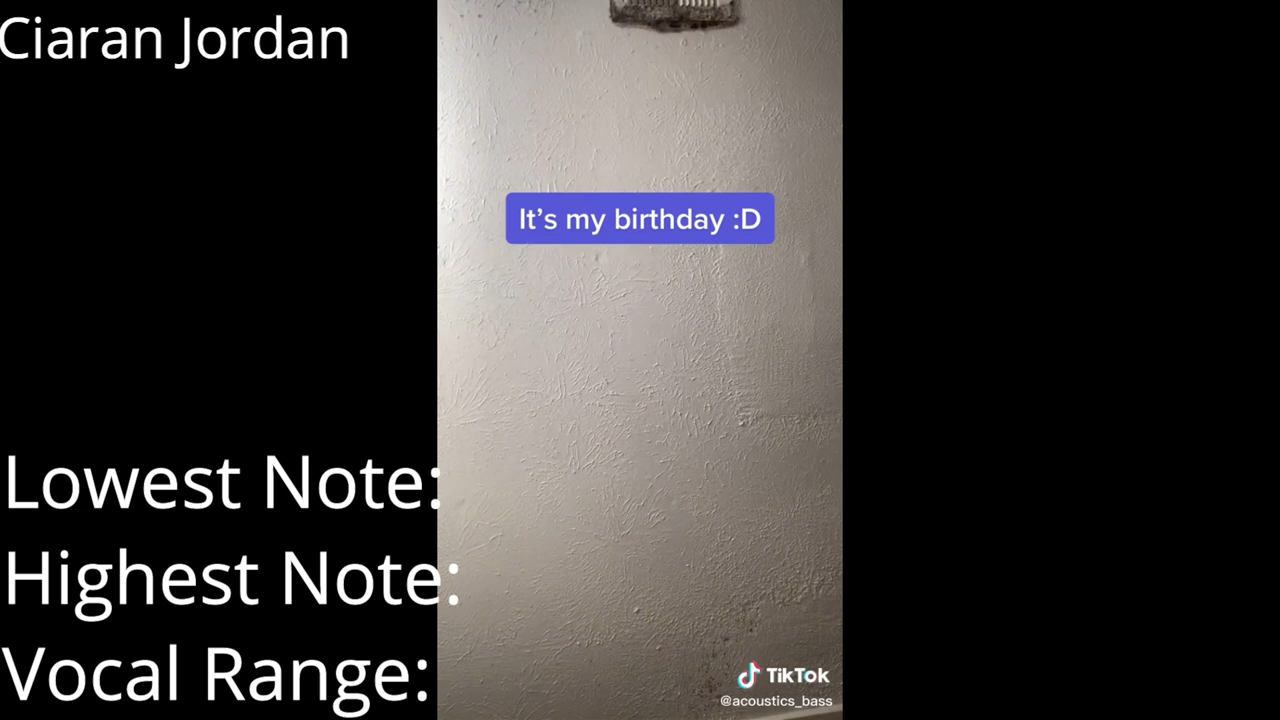 Ciaran Jordan
It's my birthday :D
Lowest Note:
Highest Note:
Vocal Range:
TikTok
@acoustics_bass